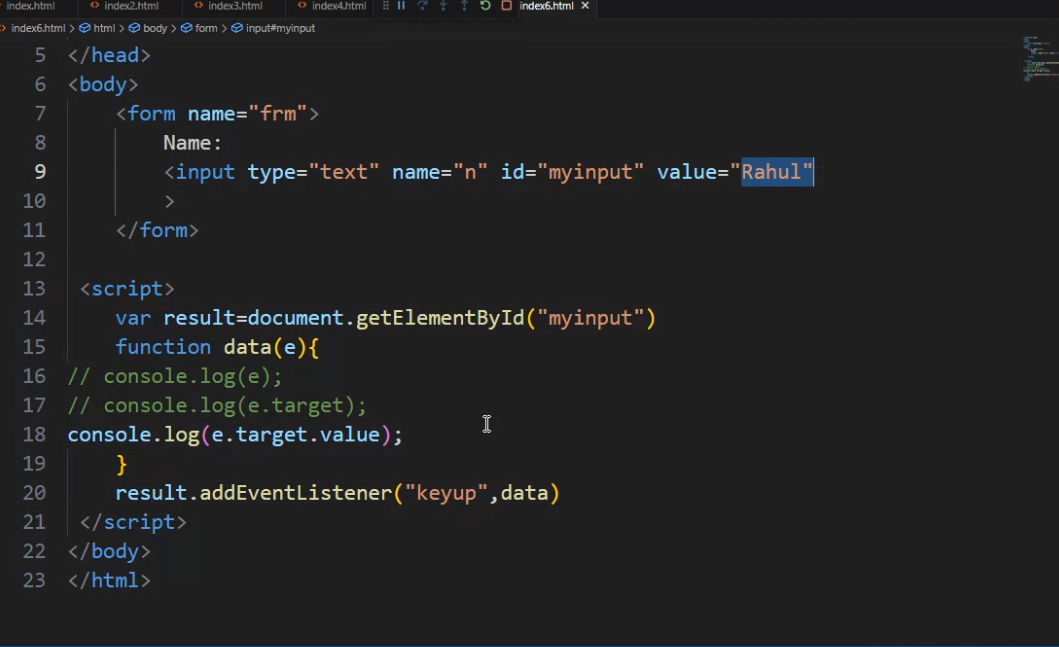 index.html index2.html index3.html index4.html index6.html
index6.html > html > body > form > input#myinput
5 </head>
6 <body>
7 <form name="frm">
8 Name:
9 <input type="text" name="n" id="myinput" value="Rahul"
10 >
11 </form>
12
13 <script>
14 var result=document.getElementById("myinput")
15 function data(e){
16 // console.log(e);
17 // console.log(e.target);
18 console.log(e.target.value);
19 }
20 result.addEventListener("keyup",data)
21 </script>
22 </body>
23 </html>